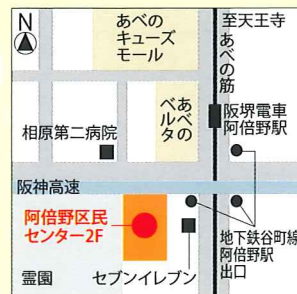 N
あべの
キューズ
モール
至天王寺
あべの筋
あべの
ベルタ
阪堺電車
阿倍野駅
相原第二病院
阪神高速
阿倍野区民
センター2F
地下鉄谷町線
阿倍野駅
出口
霊園
セブンイレブン